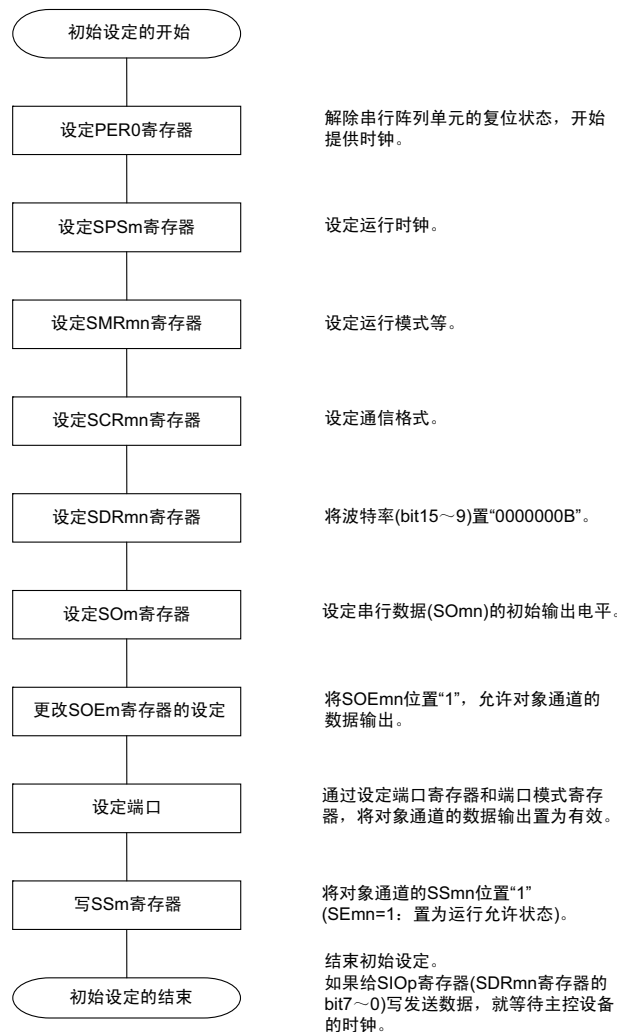 初始设定的开始
设定PER0寄存器
解除串行阵列单元的复位状态，开始
提供时钟。
设定SPSm寄存器
设定运行时钟。
设定SMRmn寄存器
设定运行模式等。
设定SCRmn寄存器
设定通信格式。
设定SDRmn寄存器
将波特率(bit15～9)置“0000000B”。
设定SOm寄存器
设定串行数据(SOmn)的初始输出电平。
更改SOEm寄存器的设定
将SOEmn位置“1”，允许对象通道的
数据输出。
设定端口
通过设定端口寄存器和端口模式寄存
器，将对象通道的数据输出置为有效。
写SSm寄存器
将对象通道的SSmn位置“1”
(SEmn=1：置为运行允许状态)。
初始设定的结束
结束初始设定。
如果给SIOp寄存器(SDRmn寄存器的
bit7～0)写发送数据，就等待主控设备
的时钟。